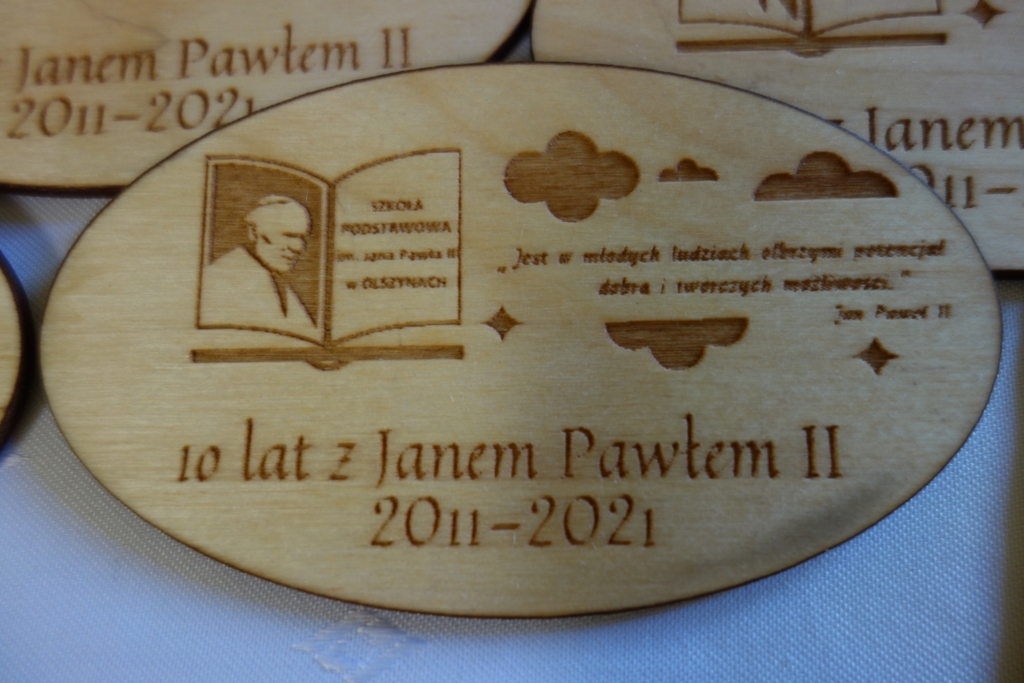 Janem Pawłem II
2011–2021
Janem
SZKOŁA
PODSTAWOWA
im. Jana Pawła II
w OLSZYNACH
„Jest w młodych ludziach olbrzymi potencjał
dobra i twórczych możliwości."
Jan Paweł II
10 lat z Janem Pawłem II
2011–2021